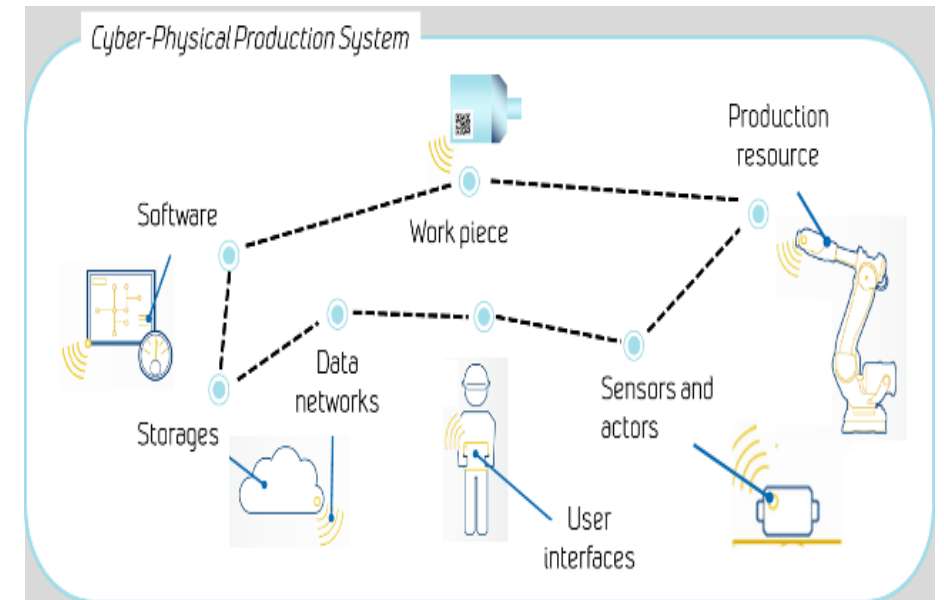 Cyber-Physical Production System
Production
resource
Software
Work piece
Data
networks
Sensors and
actors
Storages
User
interfaces